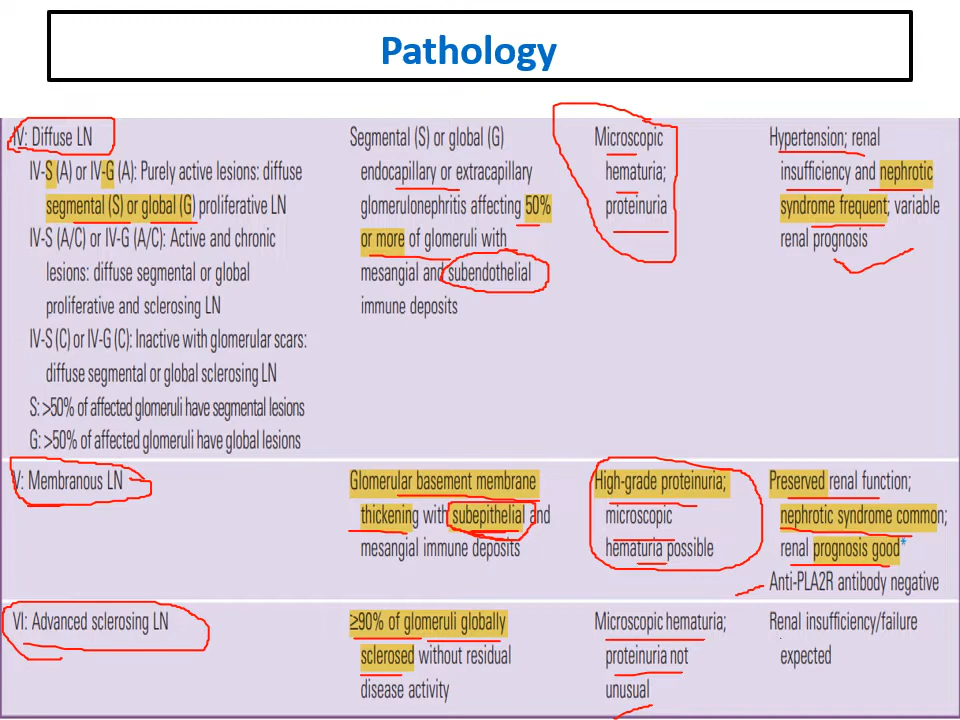 Pathology
IV: Diffuse LN
IV-S (A) or IV-G (A): Purely active lesions: diffuse
segmental (S) or global (G) proliferative LN
IV-S (A/C) or IV-G (A/C): Active and chronic
lesions: diffuse segmental or global
proliferative and sclerosing LN
IV-S (C) or IV-G (C): Inactive with glomerular scars:
diffuse segmental or global sclerosing LN
S: >50% of affected glomeruli have segmental lesions
G: >50% of affected glomeruli have global lesions
Segmental (S) or global (G)
endocapillary or extracapillary
glomerulonephritis affecting 50%
or more of glomeruli with
mesangial and subendothelial
immune deposits
Microscopic
hematuria;
proteinuria
Hypertension; renal
insufficiency and nephrotic
syndrome frequent; variable
renal prognosis
V: Membranous LN
Glomerular basement membrane
thickening with subepithelial and
mesangial immune deposits
High-grade proteinuria;
microscopic
hematuria possible
Preserved renal function;
nephrotic syndrome common;
renal prognosis good*
Anti-PLA2R antibody negative
VI: Advanced sclerosing LN
≥90% of glomeruli globally
sclerosed without residual
disease activity
Microscopic hematuria;
proteinuria not
unusual
Renal insufficiency/failure
expected